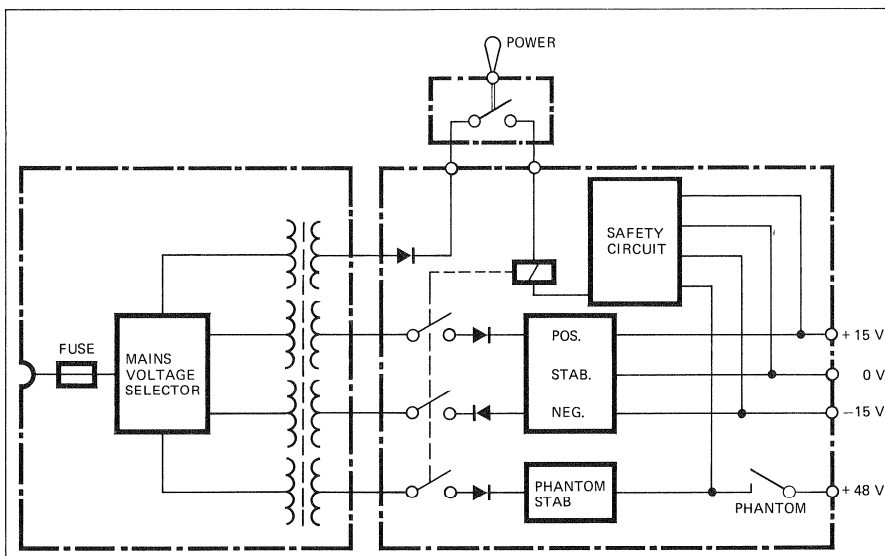 POWER
SAFETY
CIRCUIT
FUSE
MAINS
VOLTAGE
SELECTOR
POS.
STAB.
NEG.
+ 15 V
0 V
−15 V
PHANTOM
STAB
PHANTOM
+ 48 V